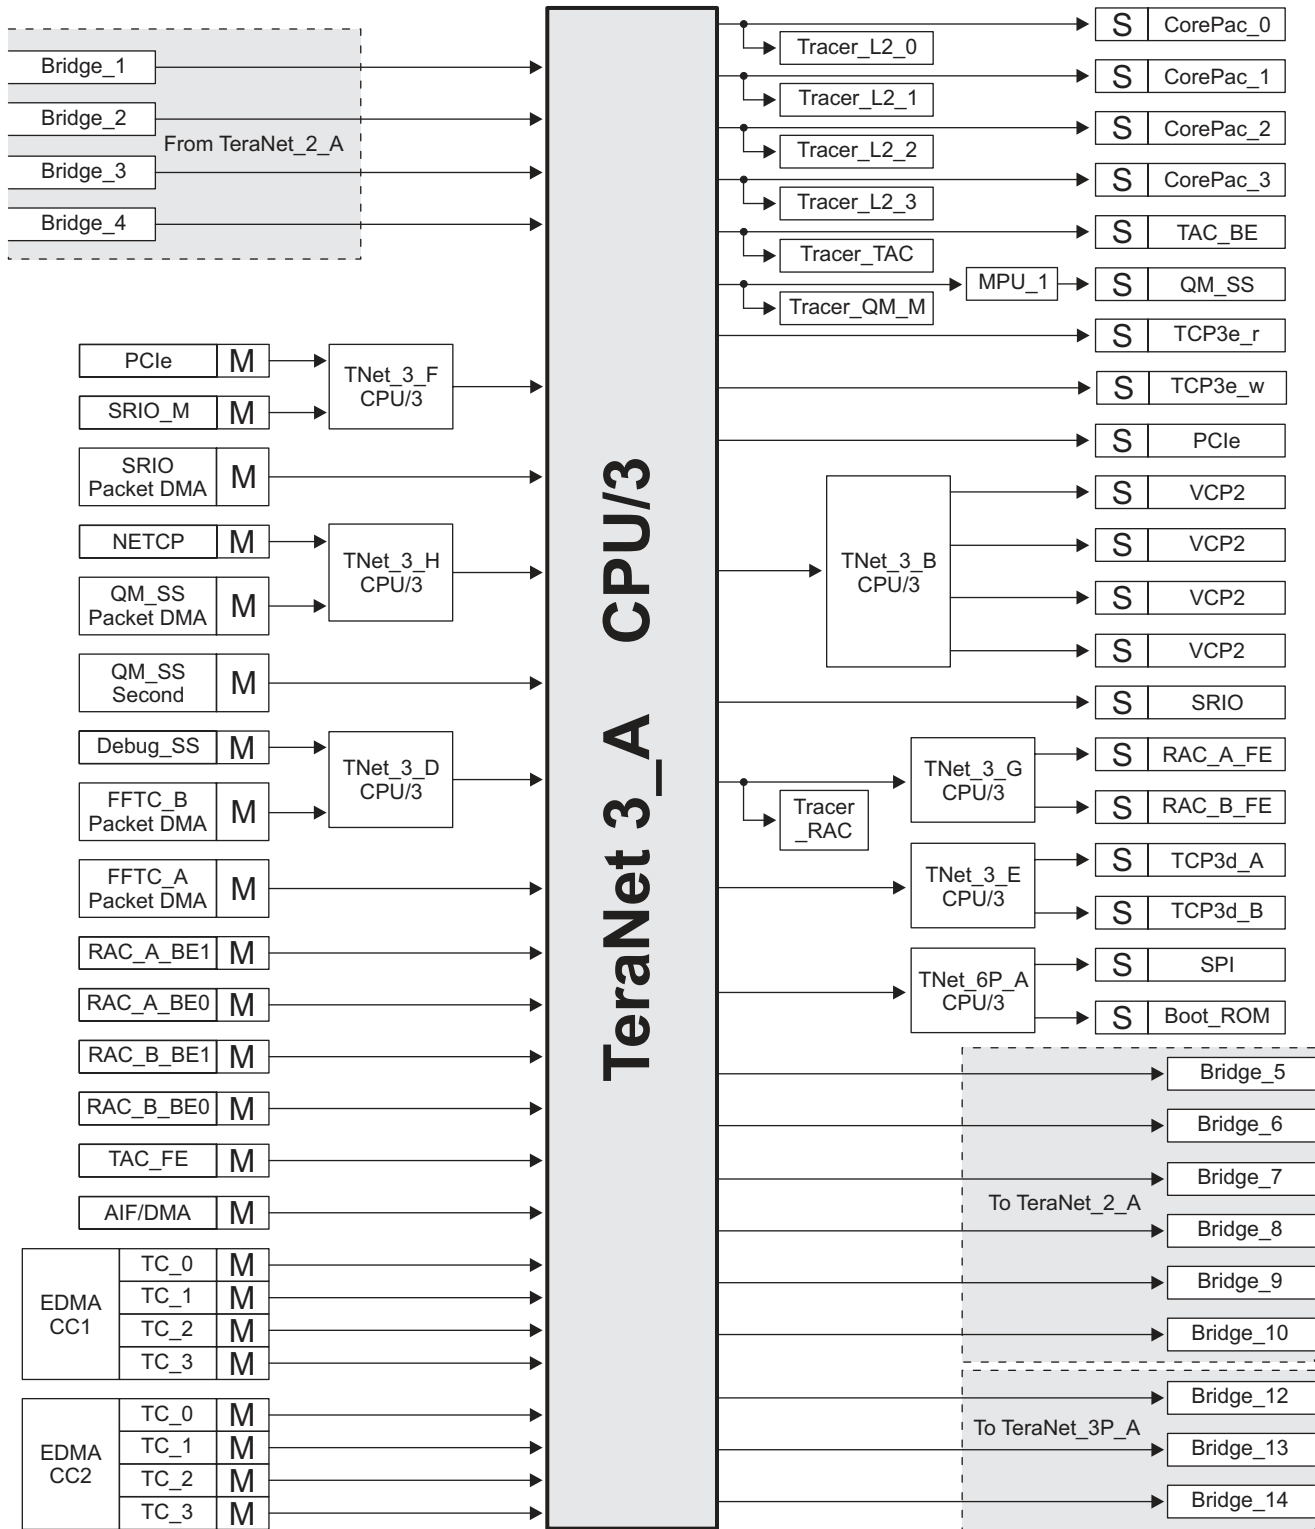 Bridge_1
Bridge_2
From TeraNet_2_A
Bridge_3
Bridge_4
PCIe M
SRIO_M M
TNet_3_F
CPU/3
SRIO
Packet DMA
M
NETCP M
QM_SS
Packet DMA
M
TNet_3_H
CPU/3
QM_SS
Second
M
Debug_SS M
FFTC_B
Packet DMA
M
TNet_3_D
CPU/3
FFTC_A
Packet DMA
M
RAC_A_BE1 M
RAC_A_BE0 M
RAC_B_BE1 M
RAC_B_BE0 M
TAC_FE M
AIF/DMA M
EDMA
CC1
TC_0 M
TC_1 M
TC_2 M
TC_3 M
EDMA
CC2
TC_0 M
TC_1 M
TC_2 M
TC_3 M
TeraNet 3_A CPU/3
S CorePac_0
Tracer_L2_0
S CorePac_1
Tracer_L2_1
S CorePac_2
Tracer_L2_2
S CorePac_3
Tracer_L2_3
S TAC_BE
Tracer_TAC
MPU_1 S QM_SS
Tracer_QM_M
S TCP3e_r
S TCP3e_w
S PCIe
TNet_3_B
CPU/3
S VCP2
S VCP2
S VCP2
S VCP2
S SRIO
Tracer
_RAC
TNet_3_G
CPU/3
S RAC_A_FE
S RAC_B_FE
TNet_3_E
CPU/3
S TCP3d_A
S TCP3d_B
TNet_6P_A
CPU/3
S SPI
S Boot_ROM
Bridge_5
Bridge_6
Bridge_7
To TeraNet_2_A
Bridge_8
Bridge_9
Bridge_10
Bridge_12
To TeraNet_3P_A
Bridge_13
Bridge_14